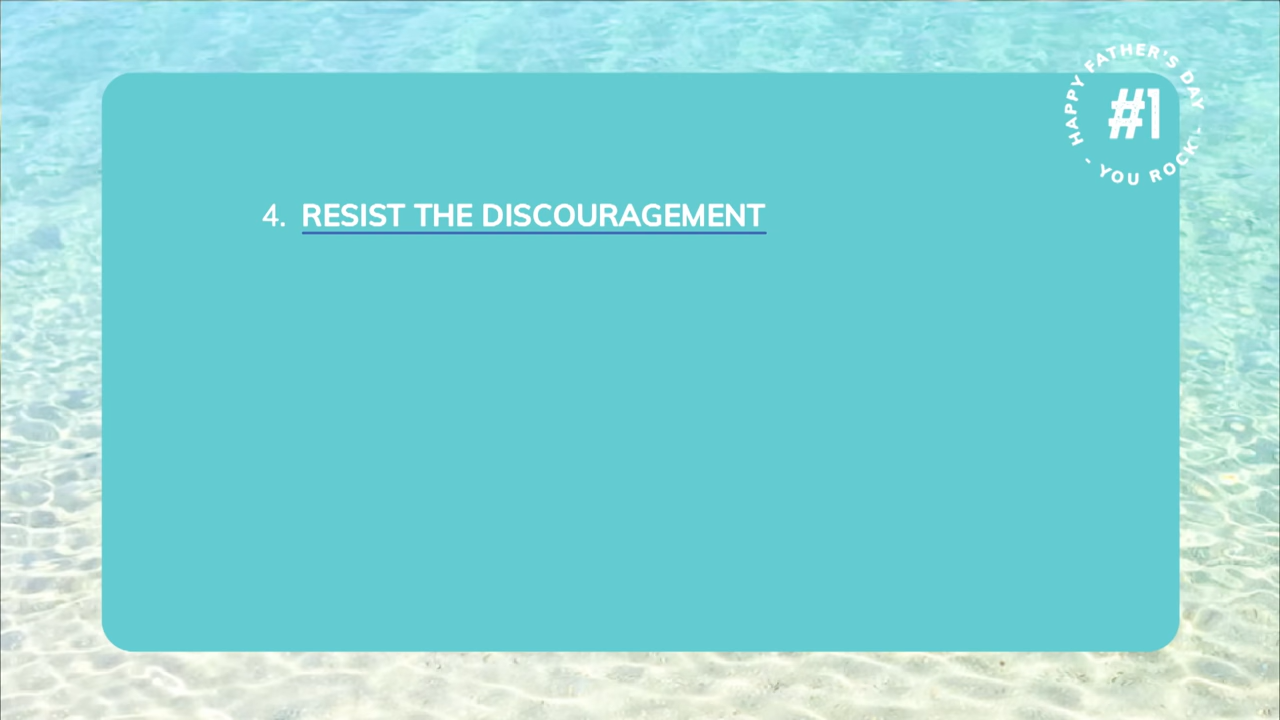 HAPPY FATHER'S DAY
#1
- YOU ROCK -
4. RESIST THE DISCOURAGEMENT